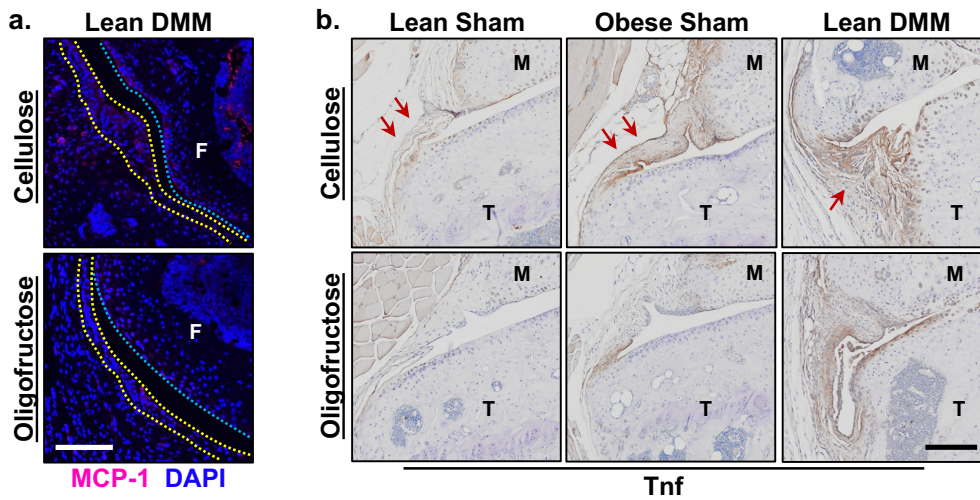 a.
Lean DMM
Cellulose
F
Oligofructose
F
MCP-1 DAPI
b.
Lean Sham Obese Sham Lean DMM
Cellulose
M M M
T T T
Oligofructose
M M M
T T T
Tnf